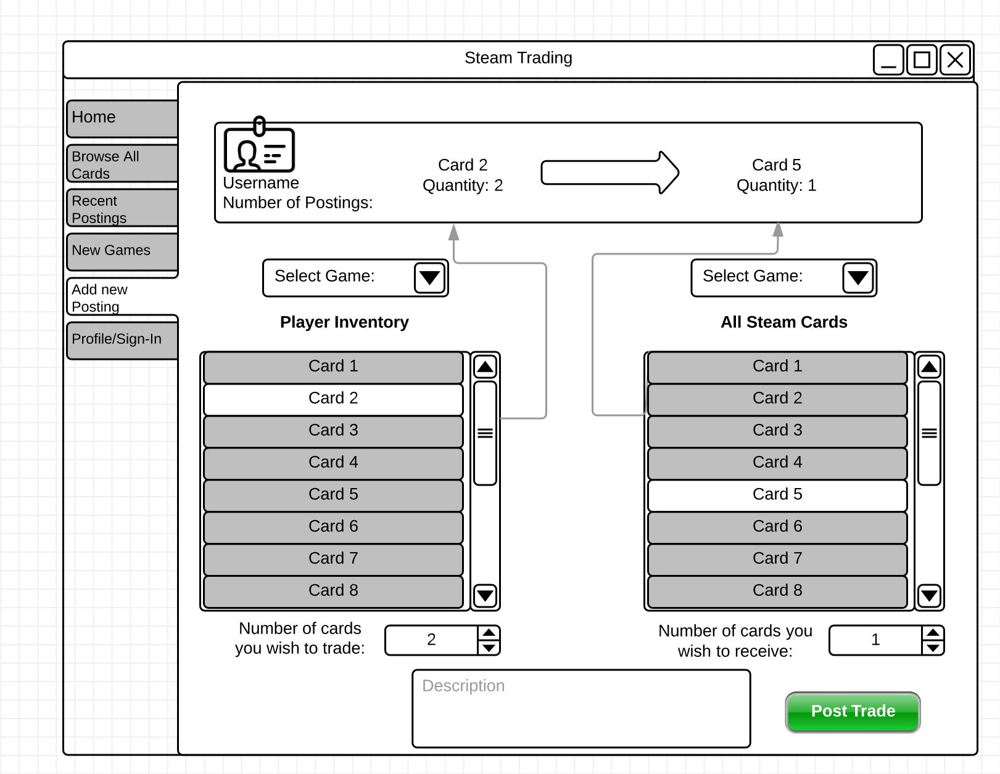 Steam Trading
Home
Browse All
Cards
Recent
Postings
New Games
Add new
Posting
Profile/Sign-In
Username
Number of Postings:
Card 2
Quantity: 2
Card 5
Quantity: 1
Select Game:
Player Inventory
Card 1
Card 2
Card 3
Card 4
Card 5
Card 6
Card 7
Card 8
Number of cards
you wish to trade:
2
Select Game:
All Steam Cards
Card 1
Card 2
Card 3
Card 4
Card 5
Card 6
Card 7
Card 8
Number of cards you
wish to receive:
1
Description
Post Trade